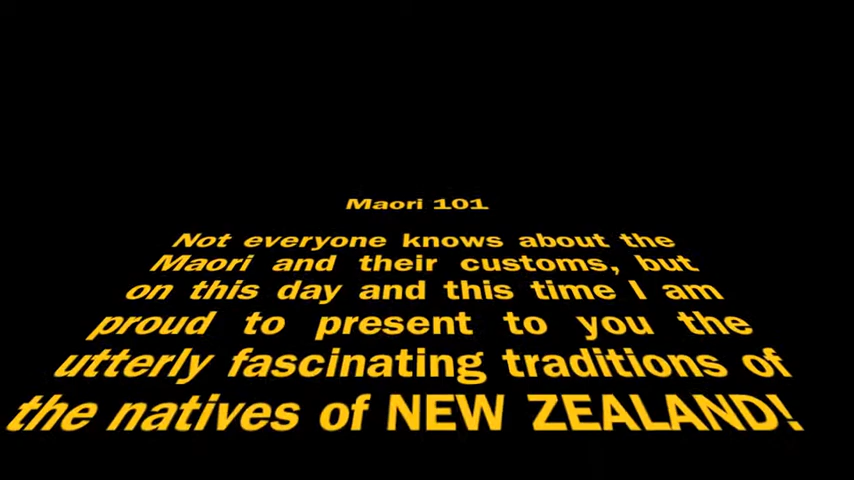 Maori 101
Not everyone knows about the
Maori and their customs, but
on this day and this time I am
proud to present to you the
utterly fascinating traditions of
the natives of NEW ZEALAND!